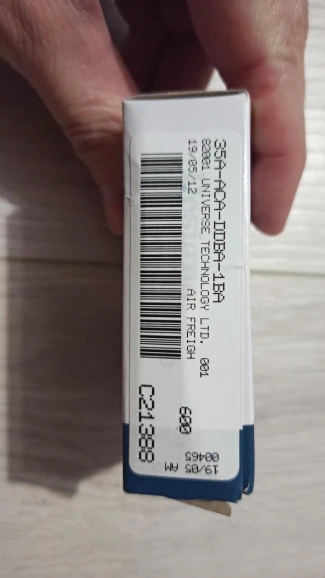 35A-ACA-DDBA-1BA
82001 UNIVERSE TECHNOLOGY LTD. 001
19/05/12
AIR FREIGH
C21388
600
19/05 AM
00465